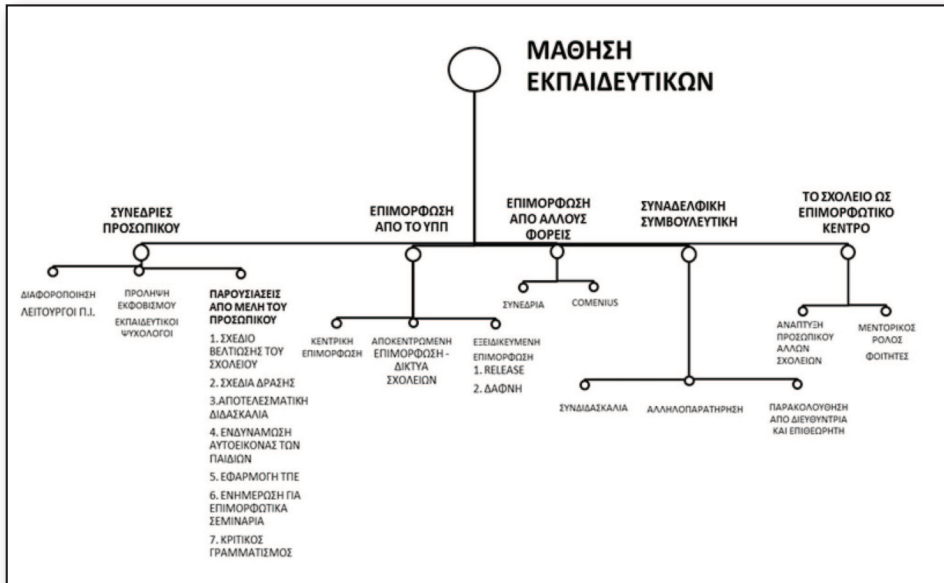 ΜΑΘΗΣΗ
ΕΚΠΑΙΔΕΥΤΙΚΩΝ
ΣΥΝΕΔΡΙΕΣ
ΠΡΟΣΩΠΙΚΟΥ
ΔΙΑΦΟΡΟΠΟΙΗΣΗ
ΛΕΙΤΟΥΡΓΟΙ Π.Ι.
ΠΡΟΛΗΨΗ
ΕΚΦΟΒΙΣΜΟΥ
ΕΚΠΑΙΔΕΥΤΙΚΟΙ
ΨΥΧΟΛΟΓΟΙ
ΠΑΡΟΥΣΙΑΣΕΙΣ
ΑΠΟ ΜΕΛΗ ΤΟΥ
ΠΡΟΣΩΠΙΚΟΥ
1. ΣΧΕΔΙΟ
ΒΕΛΤΙΩΣΗΣ ΤΟΥ
ΣΧΟΛΕΙΟΥ
2. ΣΧΕΔΙΑ ΔΡΑΣΗΣ
3.ΑΠΟΤΕΛΕΣΜΑΤΙΚΗ
ΔΙΔΑΣΚΑΛΙΑ
4. ΕΝΔΥΝΑΜΩΣΗ
ΑΥΤΟΕΙΚΟΝΑΣ ΤΩΝ
ΠΑΙΔΙΩΝ
5. ΕΦΑΡΜΟΓΗ ΤΠΕ
6. ΕΝΗΜΕΡΩΣΗ ΓΙΑ
ΕΠΙΜΟΡΦΩΤΙΚΑ
ΣΕΜΙΝΑΡΙΑ
7. ΚΡΙΤΙΚΟΣ
ΓΡΑΜΜΑΤΙΣΜΟΣ
ΕΠΙΜΟΡΦΩΣΗ
ΑΠΟ ΤΟ ΥΠΠ
ΚΕΝΤΡΙΚΗ
ΕΠΙΜΟΡΦΩΣΗ
ΑΠΟΚΕΝΤΡΩΜΕΝΗ
ΕΠΙΜΟΡΦΩΣΗ -
ΔΙΚΤΥΑ
ΣΧΟΛΕΙΩΝ
ΕΞΕΙΔΙΚΕΥΜΕΝΗ
ΕΠΙΜΟΡΦΩΣΗ
1. RELEASE
2. ΔΑΦΝΗ
ΕΠΙΜΟΡΦΩΣΗ
ΑΠΟ ΑΛΛΟΥΣ
ΦΟΡΕΙΣ
ΣΥΝΕΔΡΙΑ
COMENIUS
ΣΥΝΑΔΕΛΦΙΚΗ
ΣΥΜΒΟΥΛΕΥΤΙΚΗ
ΣΥΝΔΙΔΑΣΚΑΛΙΑ
ΑΛΛΗΛΟΠΑΡΑΤΗΡΗΣΗ
ΠΑΡΑΚΟΛΟΥΘΗΣΗ
ΑΠΟ ΔΙΕΥΘΥΝΤΡΙΑ
ΚΑΙ ΕΠΙΘΕΩΡΗΤΗ
ΤΟ ΣΧΟΛΕΙΟ ΩΣ
ΕΠΙΜΟΡΦΩΤΙΚΟ
ΚΕΝΤΡΟ
ΑΝΑΠΤΥΞΗ
ΠΡΟΣΩΠΙΚΟΥ
ΑΛΛΩΝ
ΣΧΟΛΕΙΩΝ
ΜΕΝΤΟΡΙΚΟΣ
ΡΟΛΟΣ
ΦΟΙΤΗΤΕΣ